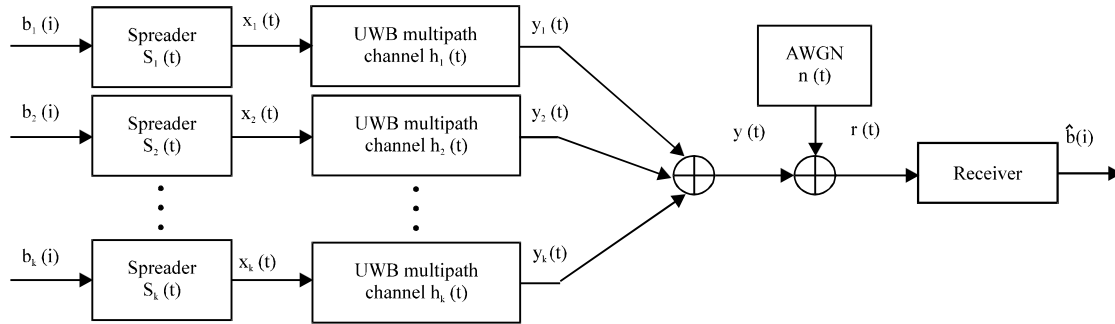 b₁ (i)
Spreader
S₁ (t)
x₁ (t)
UWB multipath
channel h₁ (t)
y₁ (t)
b₂ (i)
Spreader
S₂ (t)
x₂ (t)
UWB multipath
channel h₂ (t)
y₂ (t)
bₖ (i)
Spreader
Sₖ (t)
xₖ (t)
UWB multipath
channel hₖ (t)
yₖ (t)
y (t)
AWGN
n (t)
r (t)
Receiver
b̂(i)